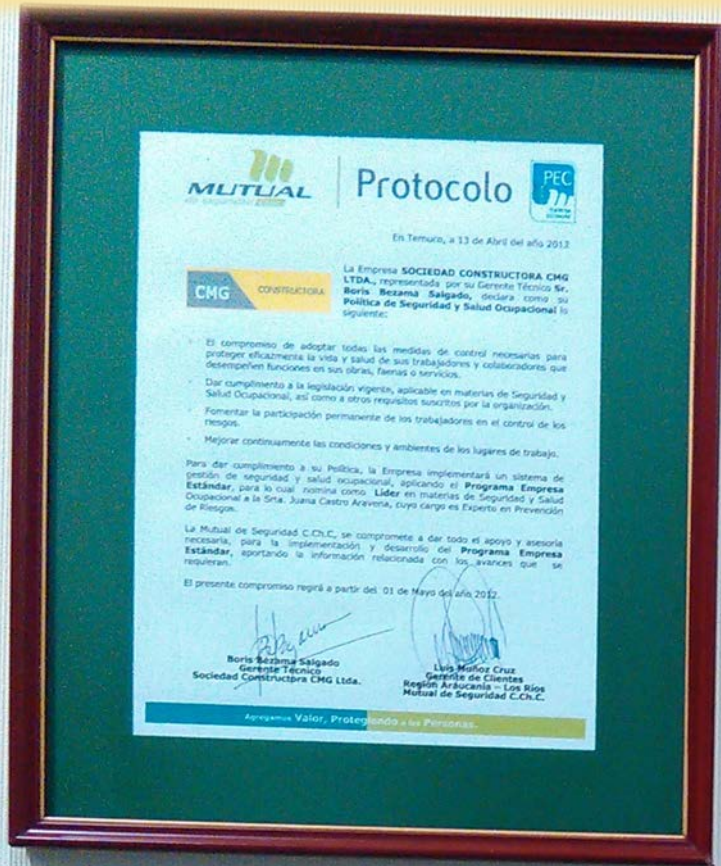 MUTUAL
de seguridad
Protocolo
PEC
En Temuco, a 13 de Abril del año 2012
CMG CONSTRUCTORA
La Empresa SOCIEDAD CONSTRUCTORA CMG
LTDA., representada por su Gerente Técnico Sr.
Boris Bezama Salgado, declara como su
Política de Seguridad y Salud Ocupacional lo
siguiente:
El compromiso de adoptar todas las medidas de control necesarias para
proteger eficazmente la vida y salud de sus trabajadores y colaboradores que
desempeñen funciones en sus obras, faenas o servicios.
Dar cumplimiento a la legislación vigente, aplicable en materias de Seguridad y
Salud Ocupacional, así como a otros requisitos suscritos por la organización.
Fomentar la participación permanente de los trabajadores en el control de los
riesgos.
Mejorar continuamente las condiciones y ambientes de los lugares de trabajo.
Para dar cumplimiento a su Política, la Empresa implementará un sistema de
gestión de seguridad y salud ocupacional, aplicando el Programa Empresa
Estándar, para lo cual nomina como Líder en materias de Seguridad y Salud
Ocupacional a la Srta. Juana Castro Aravena, cuyo cargo es Experto en Prevención
de Riesgos.
La Mutual de Seguridad C.Ch.C, se compromete a dar todo el apoyo y asesoría
necesaria, para la implementación y desarrollo del Programa Empresa
Estándar, aportando la información relacionada con los avances que se
requieran.
El presente compromiso regirá a partir del 01 de Mayo del año 2012.
Boris Bezama Salgado
Gerente Técnico
Sociedad Constructora CMG Ltda.
Luis Muñoz Cruz
Gerente de Clientes
Región Araucanía – Los Ríos
Mutual de Seguridad C.Ch.C.
Agregamos Valor, Protegiendo a las Personas.